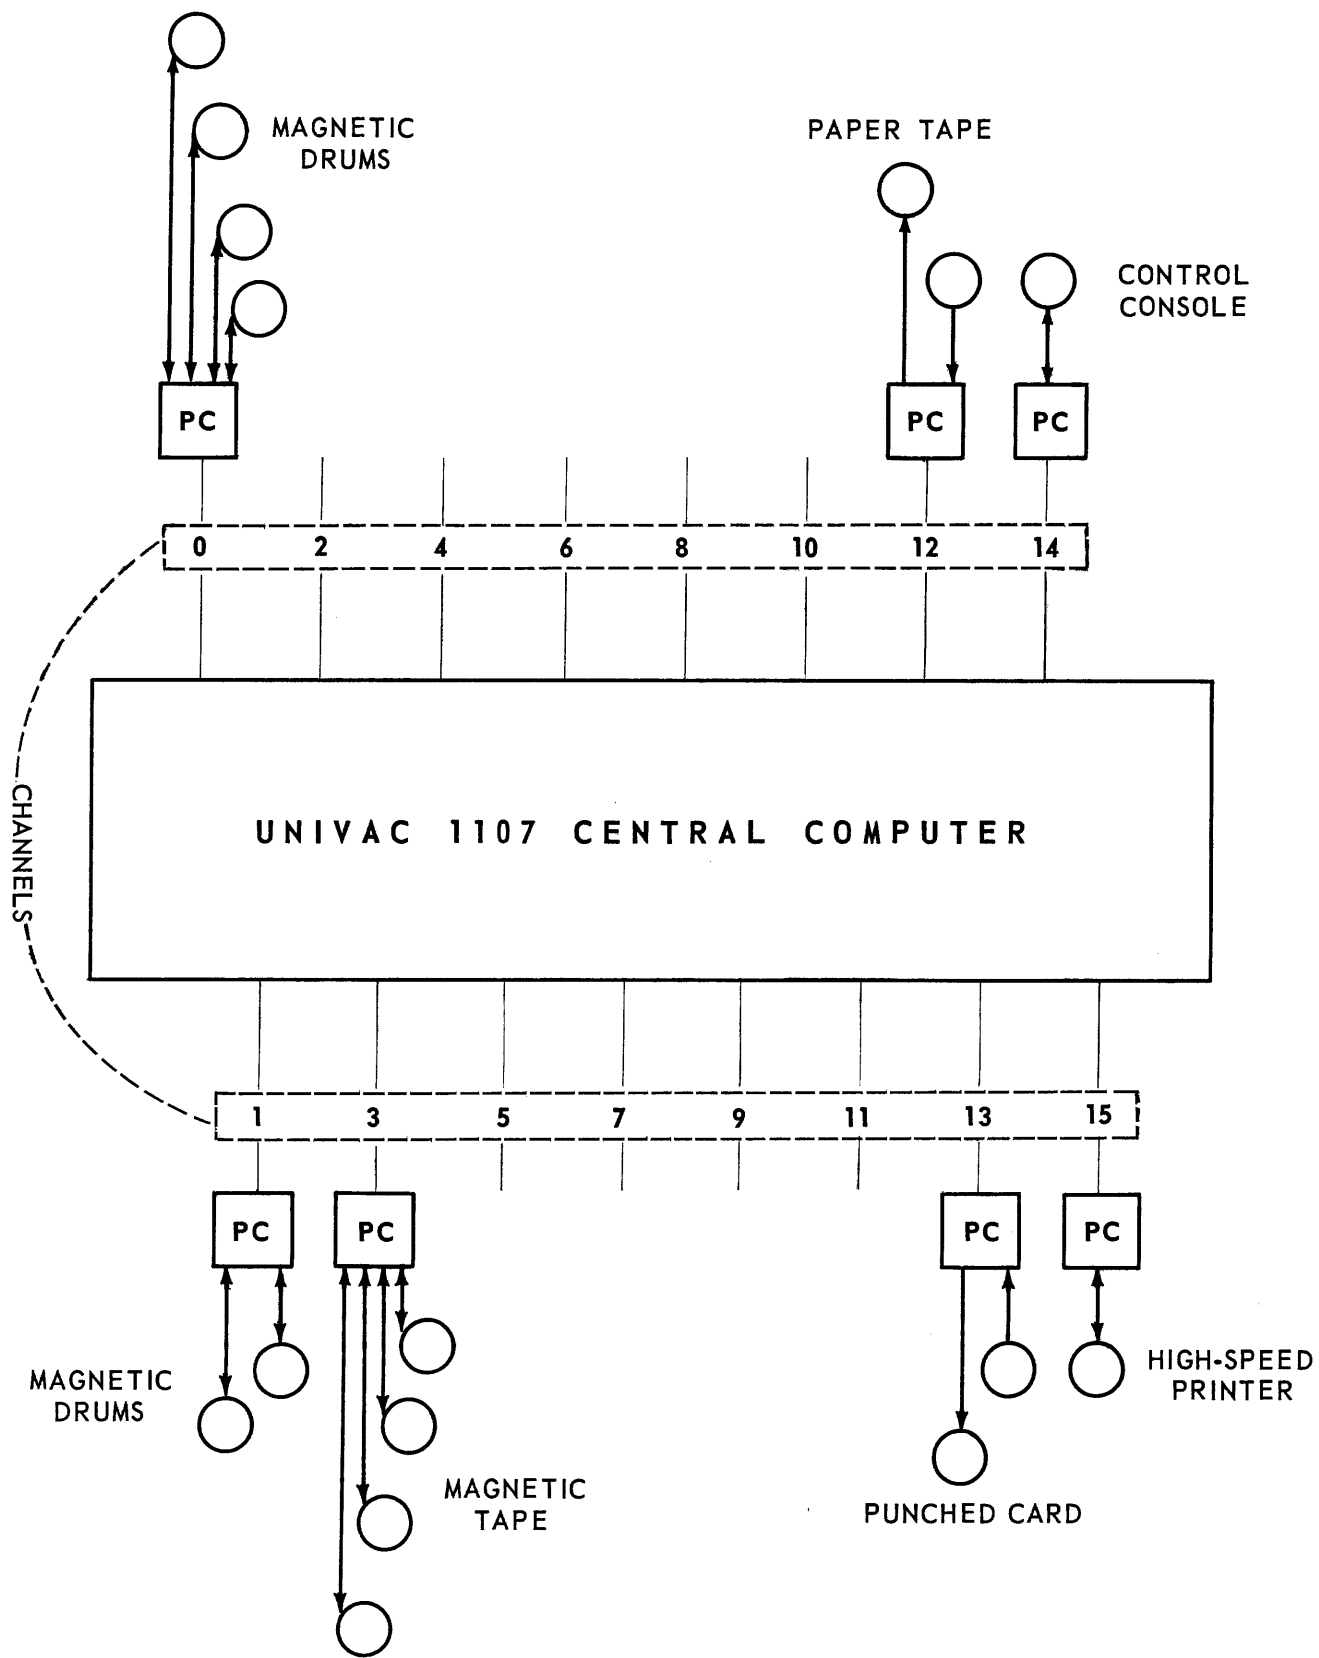 MAGNETIC
DRUMS
PAPER TAPE
CONTROL
CONSOLE
PC
PC
PC
0 2 4 6 8 10 12 14
CHANNELS
UNIVAC 1107 CENTRAL COMPUTER
1 3 5 7 9 11 13 15
PC
PC
PC
PC
MAGNETIC
DRUMS
MAGNETIC
TAPE
PUNCHED CARD
HIGH-SPEED
PRINTER